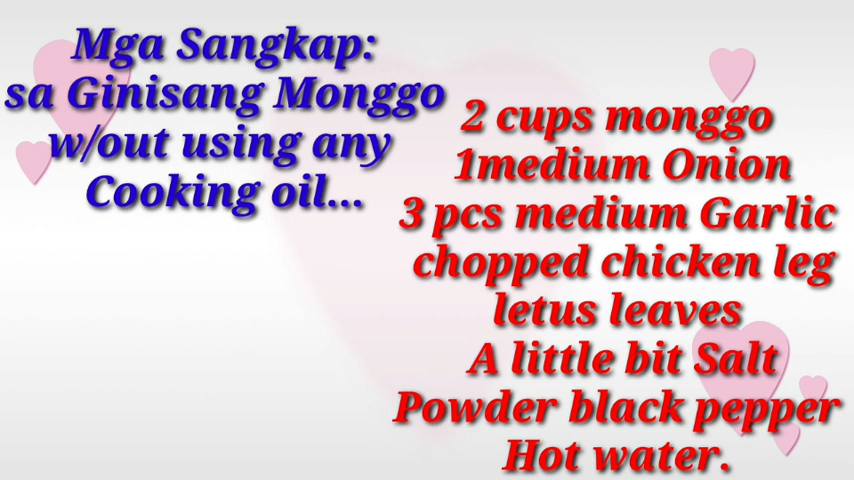 Mga Sangkap:
sa Ginisang Monggo
w/out using any
Cooking oil...
2 cups monggo
1medium Onion
3 pcs medium Garlic
chopped chicken leg
letus leaves
A little bit Salt
Powder black pepper
Hot water.